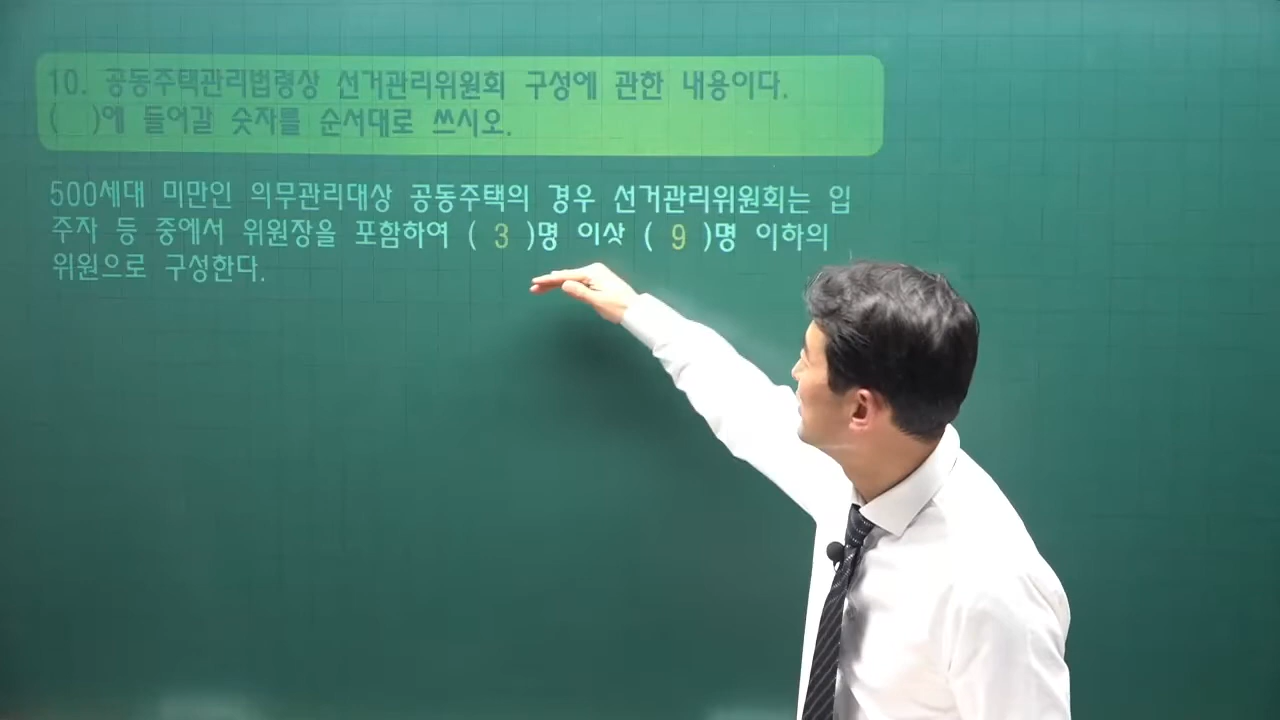 10. 공동주택관리법령상 선거관리위원회 구성에 관한 내용이다.
( )에 들어갈 숫자를 순서대로 쓰시오.
500세대 미만인 의무관리대상 공동주택의 경우 선거관리위원회는 입
주자 등 중에서 위원장을 포함하여 ( 3 )명 이상 ( 9 )명 이하의
위원으로 구성한다.